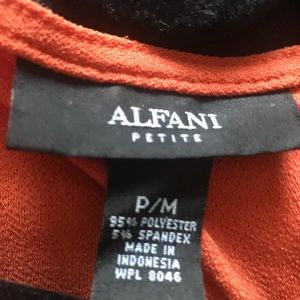 ALFANI
PETITE
P/M
95% POLYESTER
5% SPANDEX
MADE IN
INDONESIA
WPL 8046